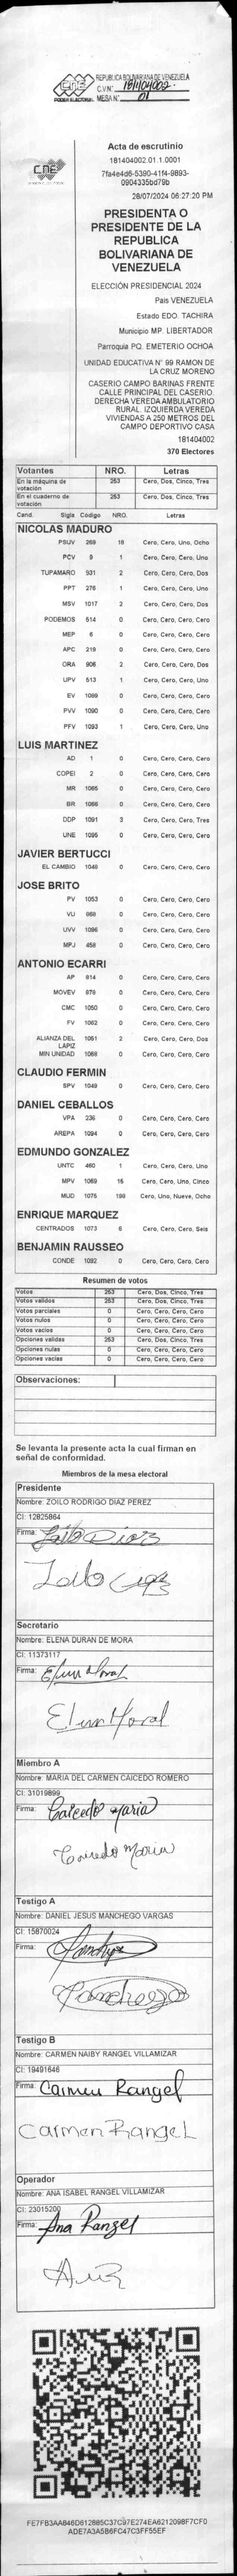 REPUBLICA BOLIVARIANA DE VENEZUELA
CNE
PODER ELECTORAL
C.V.N° 181404002
MESA N° 01
CNE
Acta de escrutinio
181404002.01.1.0001
7fa4e4d6-5390-41f4-9893-
0904335bd79b
28/07/2024 06:27:20 PM
PRESIDENTA O
PRESIDENTE DE LA
REPUBLICA
BOLIVARIANA DE
VENEZUELA
ELECCIÓN PRESIDENCIAL 2024
Pais VENEZUELA
Estado EDO. TACHIRA
Municipio MP. LIBERTADOR
Parroquia PQ. EMETERIO OCHOA
UNIDAD EDUCATIVA N° 99 RAMON DE
LA CRUZ MORENO
CASERIO CAMPO BARINAS FRENTE
CALLE PRINCIPAL DEL CASERIO.
DERECHA VEREDA AMBULATORIO
RURAL. IZQUIERDA VEREDA
VIVIENDAS A 250 METROS DEL
CAMPO DEPORTIVO CASA
181404002
370 Electores
Votantes NRO. Letras
En la máquina de votación 253 Cero, Dos, Cinco, Tres
En el cuaderno de votación 253 Cero, Dos, Cinco, Tres
Cand. Sigla Código NRO. Letras
NICOLAS MADURO
PSUV 269 18 Cero, Cero, Uno, Ocho
PCV 9 1 Cero, Cero, Cero, Uno
TUPAMARO 931 2 Cero, Cero, Cero, Dos
PPT 276 1 Cero, Cero, Cero, Uno
MSV 1017 2 Cero, Cero, Cero, Dos
PODEMOS 514 0 Cero, Cero, Cero, Cero
MEP 6 0 Cero, Cero, Cero, Cero
APC 219 0 Cero, Cero, Cero, Cero
ORA 906 2 Cero, Cero, Cero, Dos
UPV 513 1 Cero, Cero, Cero, Uno
EV 1089 0 Cero, Cero, Cero, Cero
PVV 1090 0 Cero, Cero, Cero, Cero
PFV 1093 1 Cero, Cero, Cero, Uno
LUIS MARTINEZ
AD 1 0 Cero, Cero, Cero, Cero
COPEI 2 0 Cero, Cero, Cero, Cero
MR 1065 0 Cero, Cero, Cero, Cero
BR 1088 0 Cero, Cero, Cero, Cero
DDP 1091 3 Cero, Cero, Cero, Tres
UNE 1095 0 Cero, Cero, Cero, Cero
JAVIER BERTUCCI
EL CAMBIO 1048 0 Cero, Cero, Cero, Cero
JOSE BRITO
PV 1053 0 Cero, Cero, Cero, Cero
VU 969 0 Cero, Cero, Cero, Cero
UVV 1096 0 Cero, Cero, Cero, Cero
MPJ 458 0 Cero, Cero, Cero, Cero
ANTONIO ECARRI
AP 814 0 Cero, Cero, Cero, Cero
MOVEV 979 0 Cero, Cero, Cero, Cero
CMC 1050 0 Cero, Cero, Cero, Cero
FV 1062 0 Cero, Cero, Cero, Cero
ALIANZA DEL LAPIZ 1061 2 Cero, Cero, Cero, Dos
MIN UNIDAD 1068 0 Cero, Cero, Cero, Cero
CLAUDIO FERMIN
SPV 1049 0 Cero, Cero, Cero, Cero
DANIEL CEBALLOS
VPA 236 0 Cero, Cero, Cero, Cero
AREPA 1094 0 Cero, Cero, Cero, Cero
EDMUNDO GONZALEZ
UNTC 460 1 Cero, Cero, Cero, Uno
MPV 1069 15 Cero, Cero, Uno, Cinco
MUD 1075 198 Cero, Uno, Nueve, Ocho
ENRIQUE MARQUEZ
CENTRADOS 1073 6 Cero, Cero, Cero, Seis
BENJAMIN RAUSSEO
CONDE 1092 0 Cero, Cero, Cero, Cero
Resumen de votos
Votos 253 Cero, Dos, Cinco, Tres
Votos validos 253 Cero, Dos, Cinco, Tres
Votos parciales 0 Cero, Cero, Cero, Cero
Votos nulos 0 Cero, Cero, Cero, Cero
Votos vacios 0 Cero, Cero, Cero, Cero
Opciones validas 253 Cero, Dos, Cinco, Tres
Opciones nulas 0 Cero, Cero, Cero, Cero
Opciones vacias 0 Cero, Cero, Cero, Cero
Observaciones:
Se levanta la presente acta la cual firman en
señal de conformidad.
Miembros de la mesa electoral
Presidente
Nombre: ZOILO RODRIGO DIAZ PEREZ
CI: 12825864
Firma: Zoilo Diaz
Zoilo
Secretario
Nombre: ELENA DURAN DE MORA
CI: 11373117
Firma:
Miembro A
Nombre: MARIA DEL CARMEN CAICEDO ROMERO
CI: 31019899
Firma: Caicedo Maria
Caicedo Maria
Testigo A
Nombre: DANIEL JESUS MANCHEGO VARGAS
CI: 15870024
Firma:
Manchego
Testigo B
Nombre: CARMEN NAIBY RANGEL VILLAMIZAR
CI: 19491646
Firma: Carmen Rangel
Carmen Rangel
Operador
Nombre: ANA ISABEL RANGEL VILLAMIZAR
CI: 23015200
Firma: Ana Rangel
FE7FB3AA846D612885C37C97E274EA6212098F7CF0
ADE7A3A5B6FC47C3FF55EF